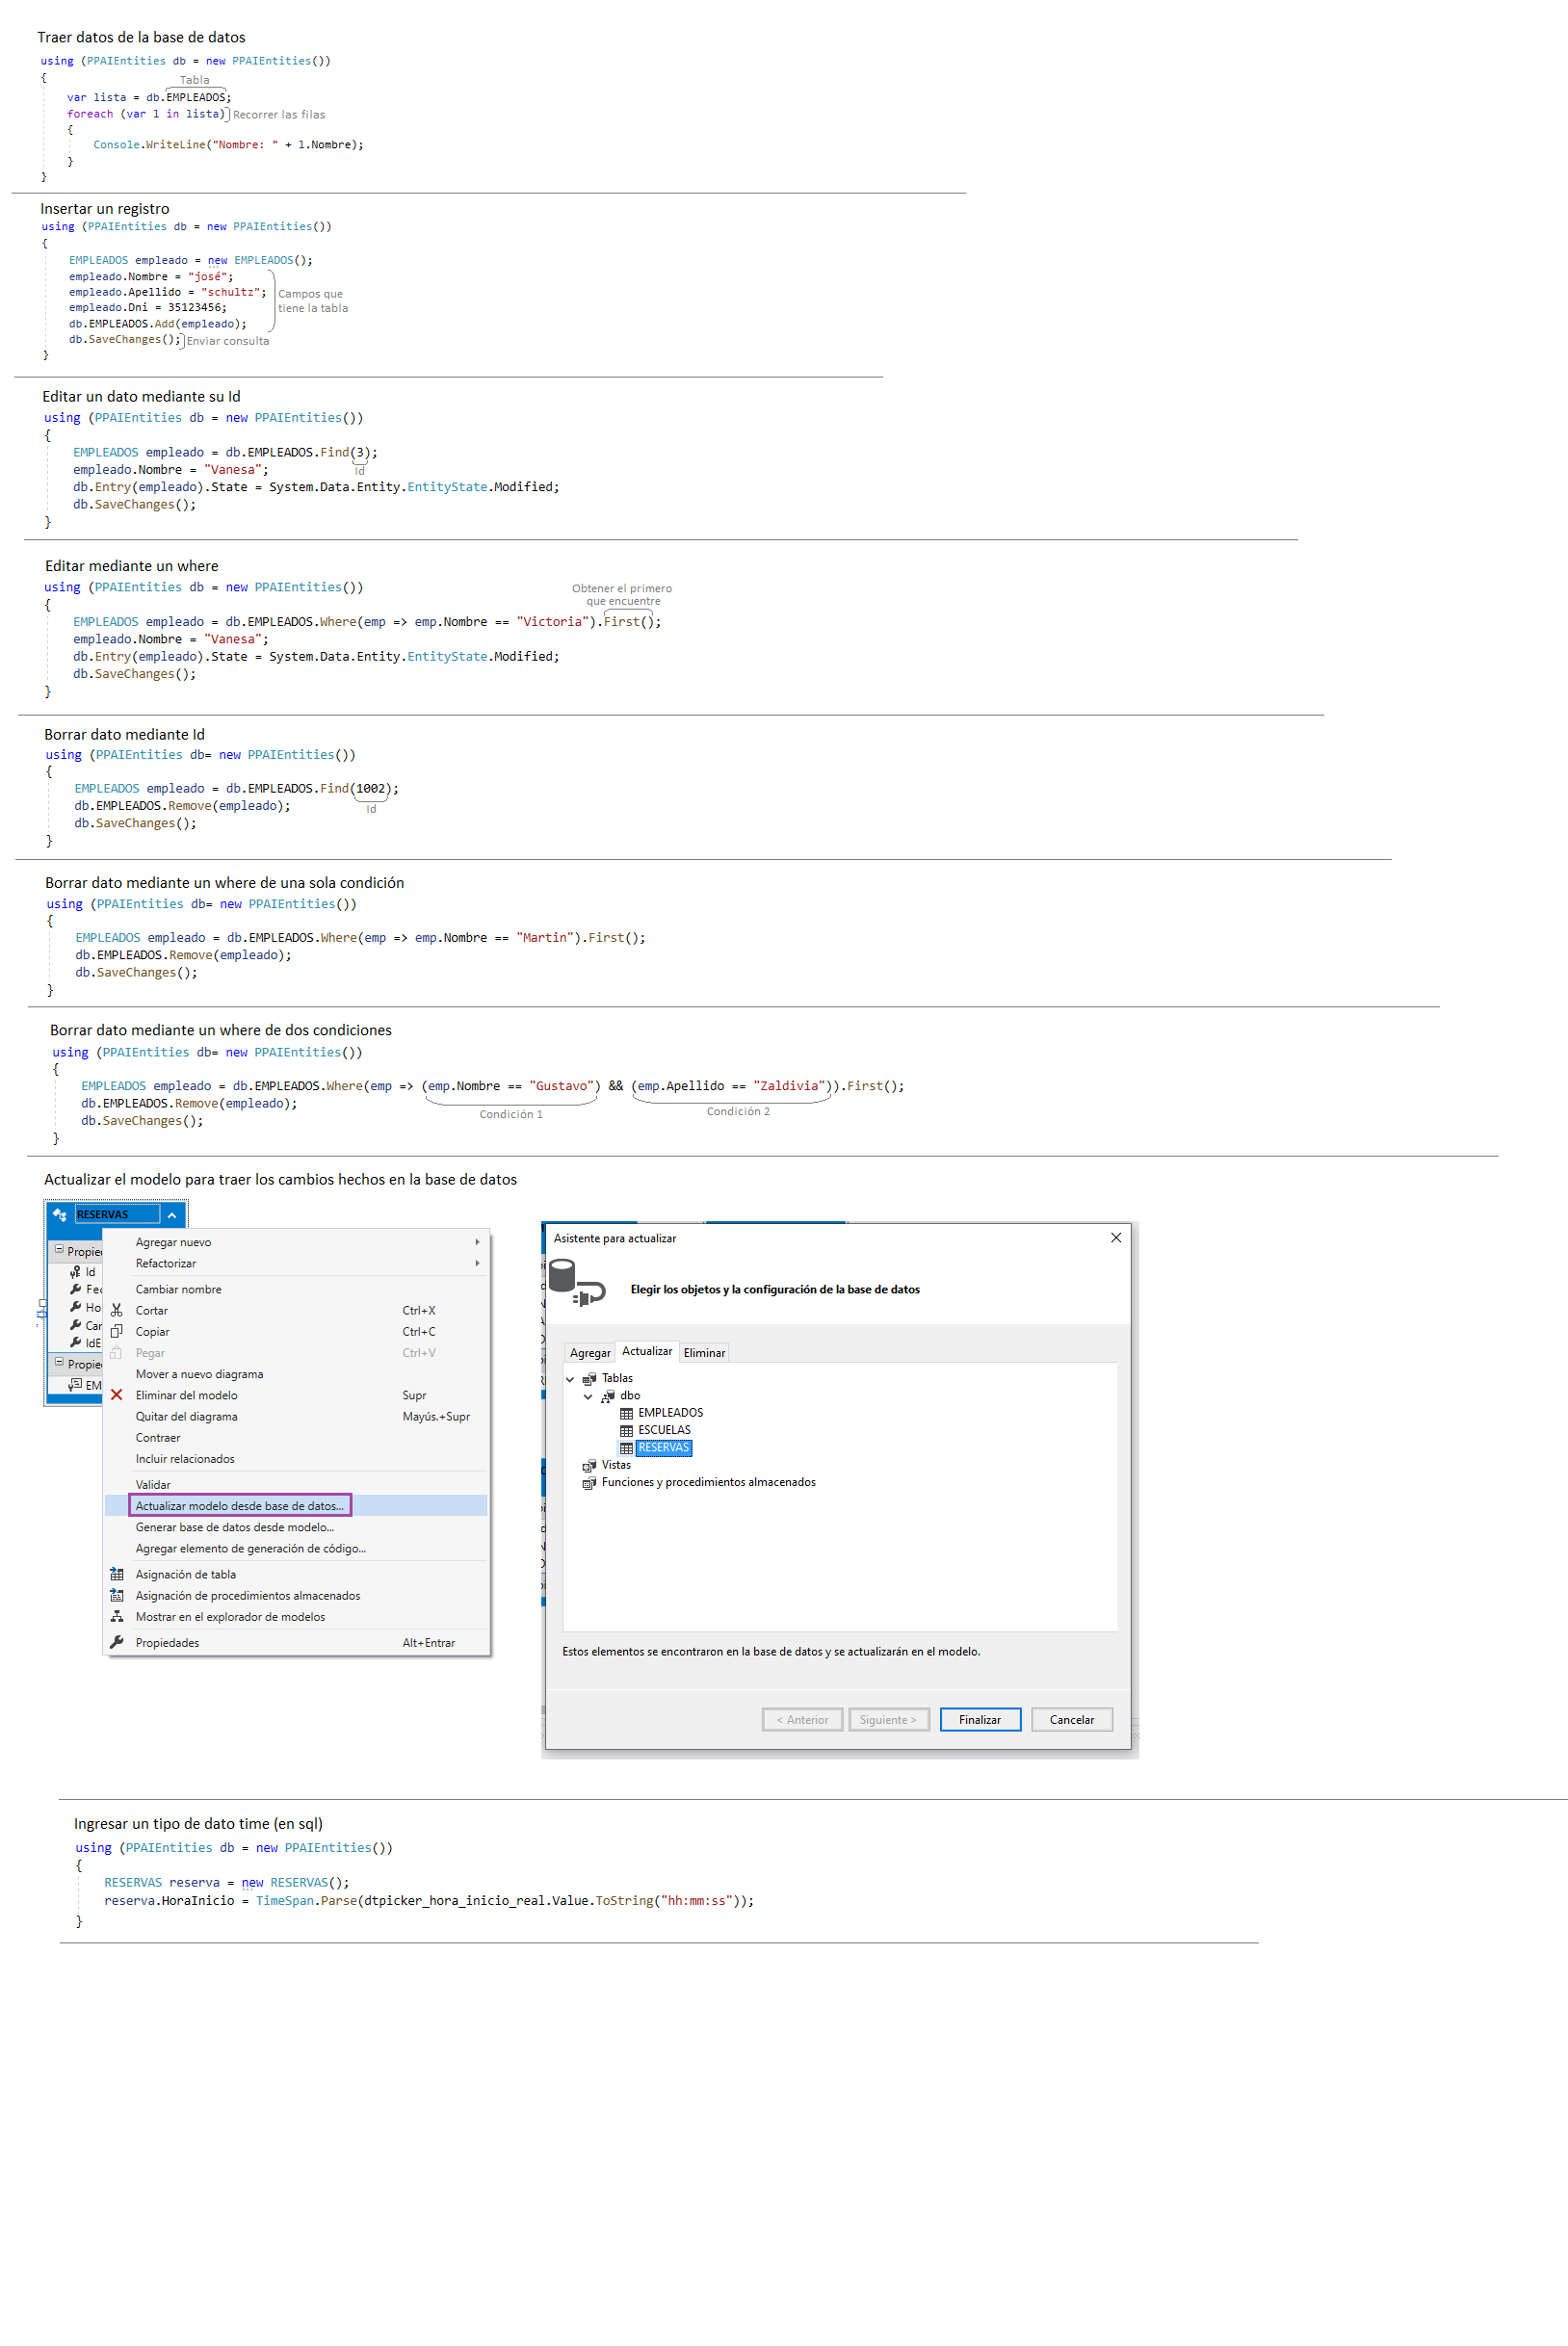 Traer datos de la base de datos
using (PPAIEntities db = new PPAIEntities())
{
Tabla
var lista = db.EMPLEADOS;
foreach (var l in lista) Recorrer las filas
{
Console.WriteLine("Nombre: " + l.Nombre);
}
}
Insertar un registro
using (PPAIEntities db = new PPAIEntities())
{
EMPLEADOS empleado = new EMPLEADOS();
empleado.Nombre = "josé";
empleado.Apellido = "schultz";
Campos que
tiene la tabla
empleado.Dni = 35123456;
db.EMPLEADOS.Add(empleado);
db.SaveChanges(); Enviar consulta
}
Editar un dato mediante su Id
using (PPAIEntities db = new PPAIEntities())
{
EMPLEADOS empleado = db.EMPLEADOS.Find(3);
Id
empleado.Nombre = "Vanesa";
db.Entry(empleado).State = System.Data.Entity.EntityState.Modified;
db.SaveChanges();
}
Editar mediante un where
using (PPAIEntities db = new PPAIEntities())
Obtener el primero
que encuentre
{
EMPLEADOS empleado = db.EMPLEADOS.Where(emp => emp.Nombre == "Victoria").First();
empleado.Nombre = "Vanesa";
db.Entry(empleado).State = System.Data.Entity.EntityState.Modified;
db.SaveChanges();
}
Borrar dato mediante Id
using (PPAIEntities db= new PPAIEntities())
{
EMPLEADOS empleado = db.EMPLEADOS.Find(1002);
Id
db.EMPLEADOS.Remove(empleado);
db.SaveChanges();
}
Borrar dato mediante un where de una sola condición
using (PPAIEntities db= new PPAIEntities())
{
EMPLEADOS empleado = db.EMPLEADOS.Where(emp => emp.Nombre == "Martin").First();
db.EMPLEADOS.Remove(empleado);
db.SaveChanges();
}
Borrar dato mediante un where de dos condiciones
using (PPAIEntities db= new PPAIEntities())
{
EMPLEADOS empleado = db.EMPLEADOS.Where(emp => (emp.Nombre == "Gustavo") && (emp.Apellido == "Zaldivia")).First();
Condición 1
Condición 2
db.EMPLEADOS.Remove(empleado);
db.SaveChanges();
}
Actualizar el modelo para traer los cambios hechos en la base de datos
RESERVAS
Propie
Id
Fec
Ho
Car
IdE
Propie
EM
Agregar nuevo
Refactorizar
Cambiar nombre
Cortar Ctrl+X
Copiar Ctrl+C
Pegar Ctrl+V
Mover a nuevo diagrama
Eliminar del modelo Supr
Quitar del diagrama Mayús.+Supr
Contraer
Incluir relacionados
Validar
Actualizar modelo desde base de datos...
Generar base de datos desde modelo...
Agregar elemento de generación de código...
Asignación de tabla
Asignación de procedimientos almacenados
Mostrar en el explorador de modelos
Propiedades Alt+Entrar
Asistente para actualizar
Elegir los objetos y la configuración de la base de datos
Agregar Actualizar Eliminar
Tablas
dbo
EMPLEADOS
ESCUELAS
RESERVAS
Vistas
Funciones y procedimientos almacenados
Estos elementos se encontraron en la base de datos y se actualizarán en el modelo.
< Anterior Siguiente > Finalizar Cancelar
Ingresar un tipo de dato time (en sql)
using (PPAIEntities db = new PPAIEntities())
{
RESERVAS reserva = new RESERVAS();
reserva.HoraInicio = TimeSpan.Parse(dtpicker_hora_inicio_real.Value.ToString("hh:mm:ss"));
}